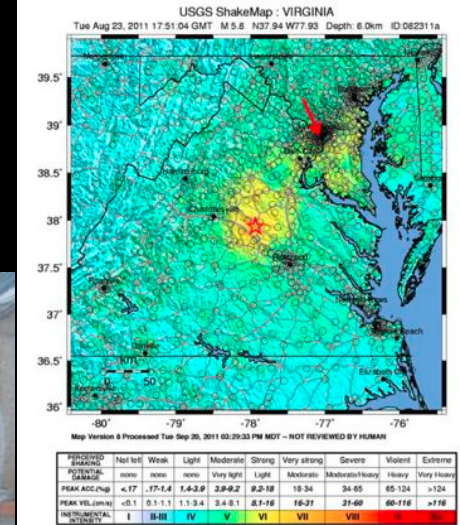 USGS ShakeMap : VIRGINIA
Tue Aug 23, 2011 17:51:04 GMT M 5.8 N37.94 W77.93 Depth: 6.0km ID:082311a
39.5°
39°
38.5°
38°
37.5°
37°
36.5°
36°
km
0 50
-80° -79° -78° -77° -76°
Map Version 8 Processed Tue Sep 20, 2011 03:29:33 PM MDT – NOT REVIEWED BY HUMAN
PERCEIVED SHAKING Not felt Weak Light Moderate Strong Very strong Severe Violent Extreme
POTENTIAL DAMAGE none none none Very light Light Moderate Moderate/Heavy Heavy Very Heavy
PEAK ACC.(%g) <.17 .17-1.4 1.4-3.9 3.9-9.2 9.2-18 18-34 34-65 65-124 >124
PEAK VEL.(cm/s) <0.1 0.1-1.1 1.1-3.4 3.4-8.1 8.1-16 16-31 31-60 60-116 >116
INSTRUMENTAL INTENSITY I II-III IV V VI VII VIII IX X+